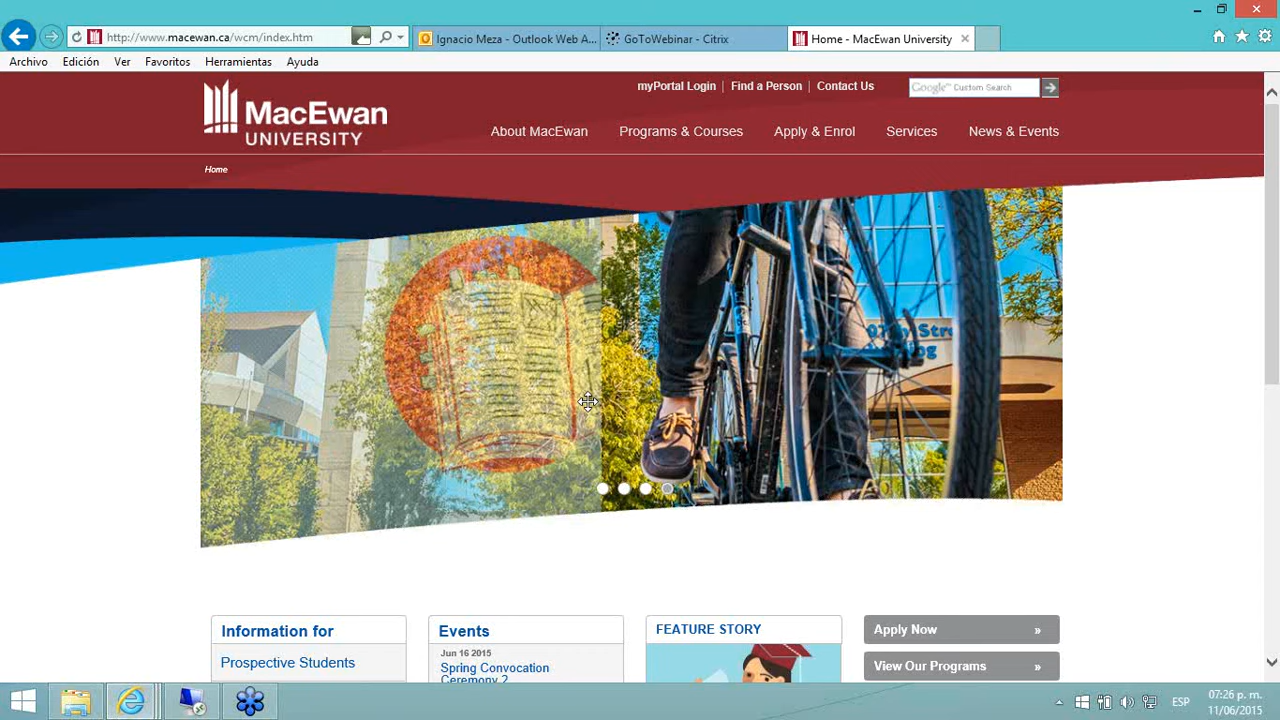 http://www.macewan.ca/wcm/index.htm
Ignacio Meza - Outlook Web A...
GoToWebinar - Citrix
Home - MacEwan University
Archivo Edición Ver Favoritos Herramientas Ayuda
MacEwan
UNIVERSITY
myPortal Login | Find a Person | Contact Us
Google™ Custom Search
About MacEwan Programs & Courses Apply & Enrol Services News & Events
Home
Information for
Prospective Students
Events
Jun 16 2015
Spring Convocation
Ceremony 2
FEATURE STORY
Apply Now »
View Our Programs »
ESP
07:26 p. m.
11/06/2015